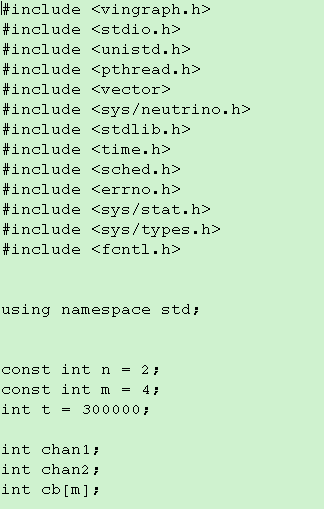 #include <vingraph.h>
#include <stdio.h>
#include <unistd.h>
#include <pthread.h>
#include <vector>
#include <sys/neutrino.h>
#include <stdlib.h>
#include <time.h>
#include <sched.h>
#include <errno.h>
#include <sys/stat.h>
#include <sys/types.h>
#include <fcntl.h>
using namespace std;
const int n = 2;
const int m = 4;
int t = 300000;
int chan1;
int chan2;
int cb[m];